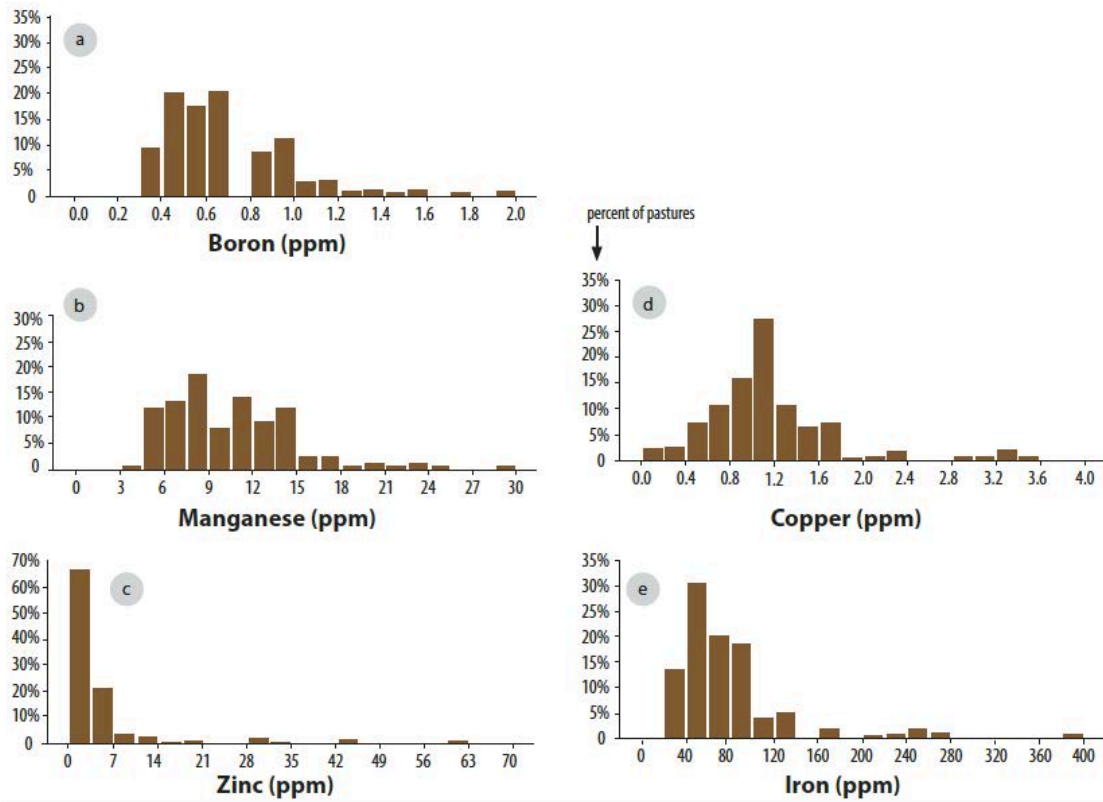 a
35%
30%
25%
20%
15%
10%
5%
0
0.0 0.2 0.4 0.6 0.8 1.0 1.2 1.4 1.6 1.8 2.0
Boron (ppm)
b
30%
25%
20%
15%
10%
5%
0
0 3 6 9 12 15 18 21 24 27 30
Manganese (ppm)
c
70%
60%
50%
40%
30%
20%
10%
0
0 7 14 21 28 35 42 49 56 63 70
Zinc (ppm)
percent of pastures
d
35%
30%
25%
20%
15%
10%
5%
0
0.0 0.4 0.8 1.2 1.6 2.0 2.4 2.8 3.2 3.6 4.0
Copper (ppm)
e
35%
30%
25%
20%
15%
10%
5%
0
0 40 80 120 160 200 240 280 320 360 400
Iron (ppm)